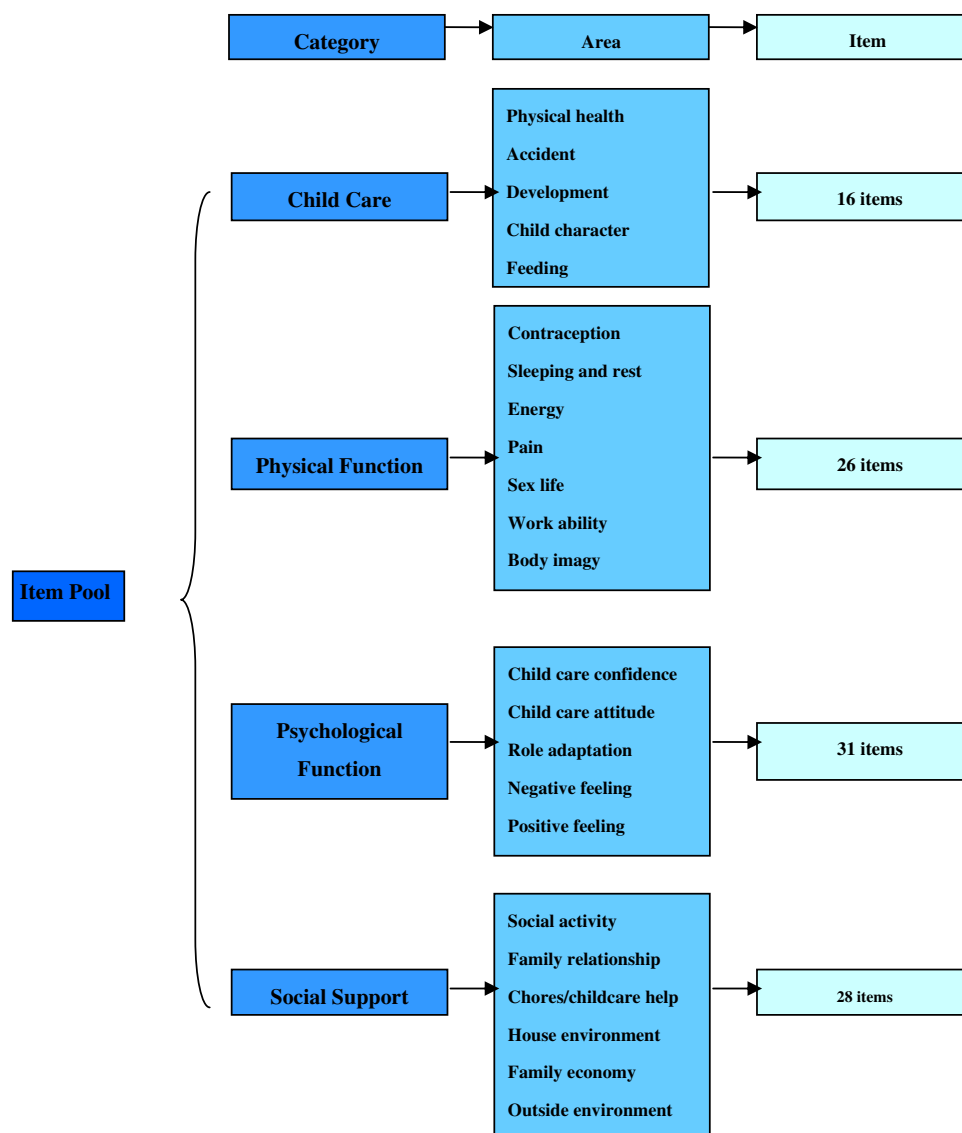 Category
Area
Item
Physical health
Accident
Development
Child character
Feeding
Child Care
16 items
Contraception
Sleeping and rest
Energy
Pain
Sex life
Work ability
Body imagy
Physical Function
26 items
Item Pool
Child care confidence
Child care attitude
Role adaptation
Negative feeling
Positive feeling
Psychological
Function
31 items
Social activity
Family relationship
Chores/childcare help
House environment
Family economy
Outside environment
Social Support
28 items